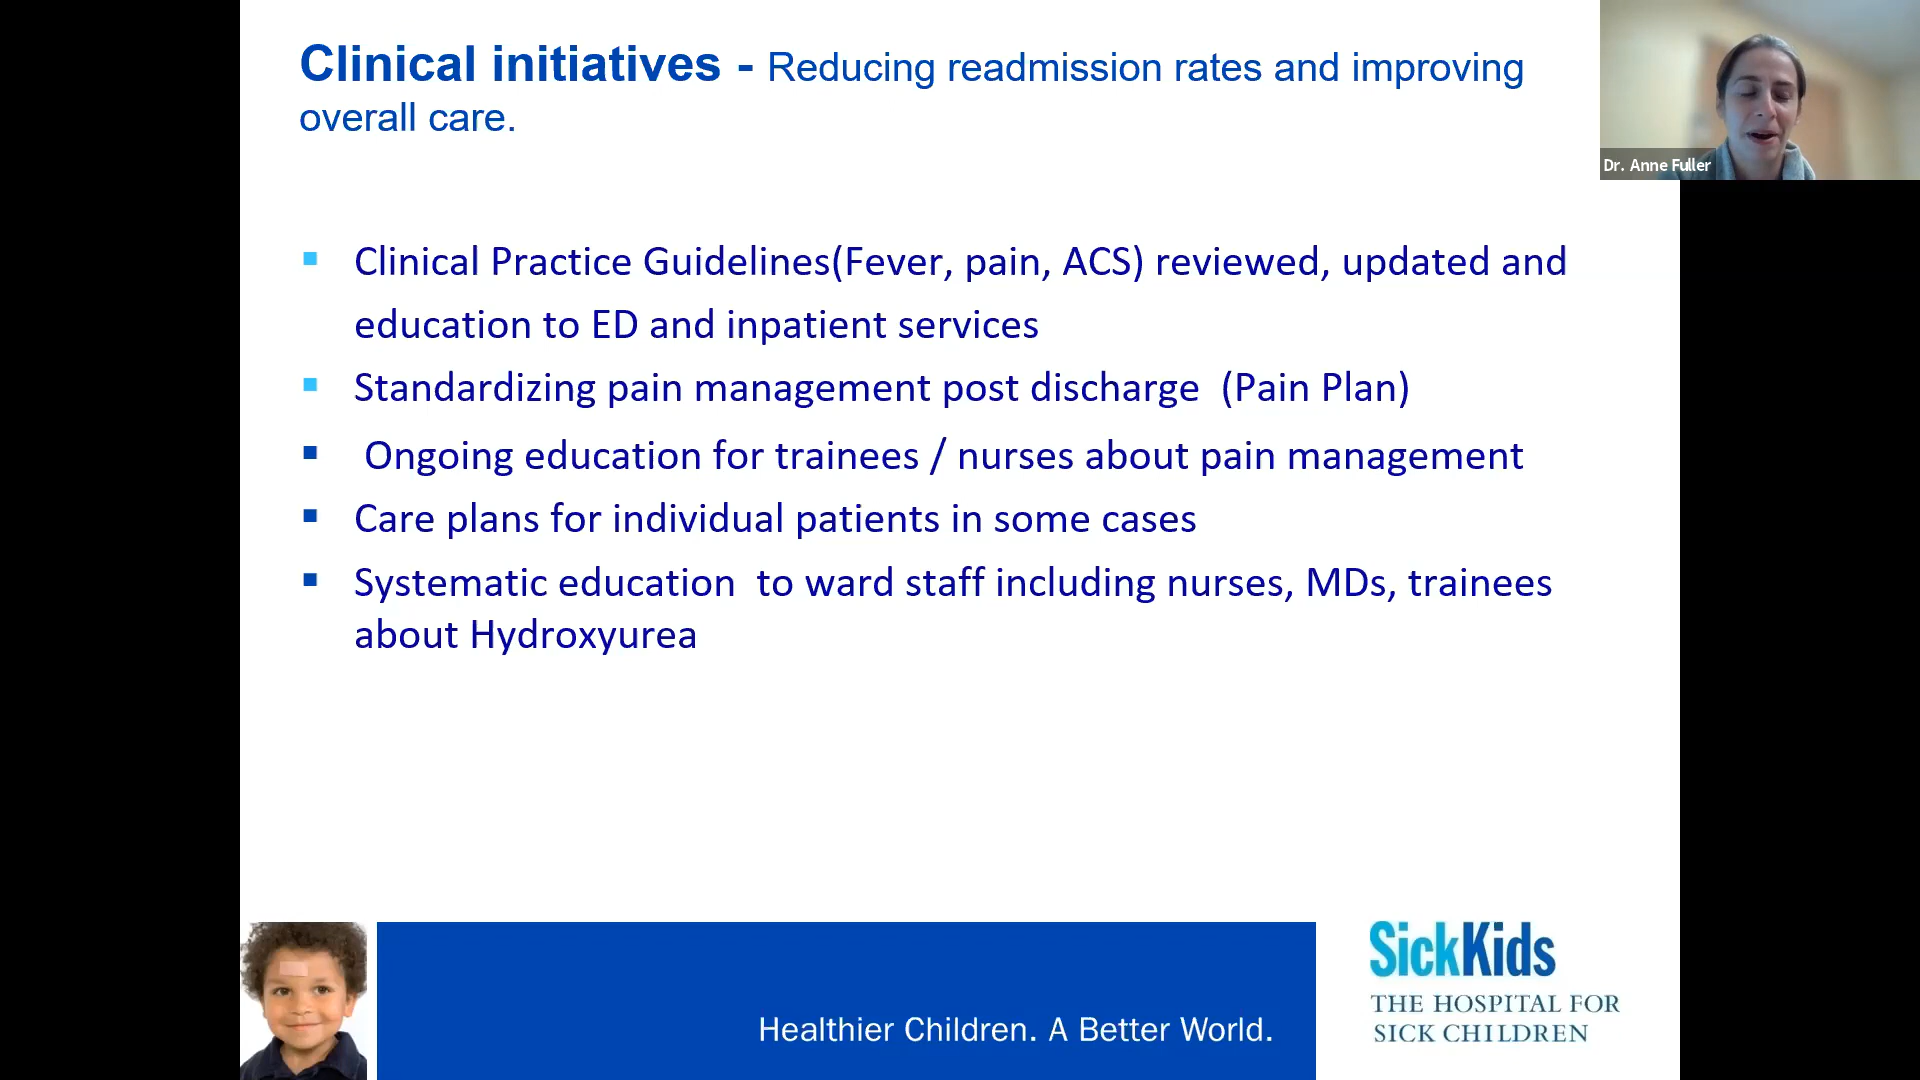 Clinical initiatives - Reducing readmission rates and improving
overall care.
Dr. Anne Fuller
Clinical Practice Guidelines(Fever, pain, ACS) reviewed, updated and
education to ED and inpatient services
Standardizing pain management post discharge (Pain Plan)
Ongoing education for trainees / nurses about pain management
Care plans for individual patients in some cases
Systematic education to ward staff including nurses, MDs, trainees
about Hydroxyurea
Healthier Children. A Better World.
SickKids
THE HOSPITAL FOR
SICK CHILDREN